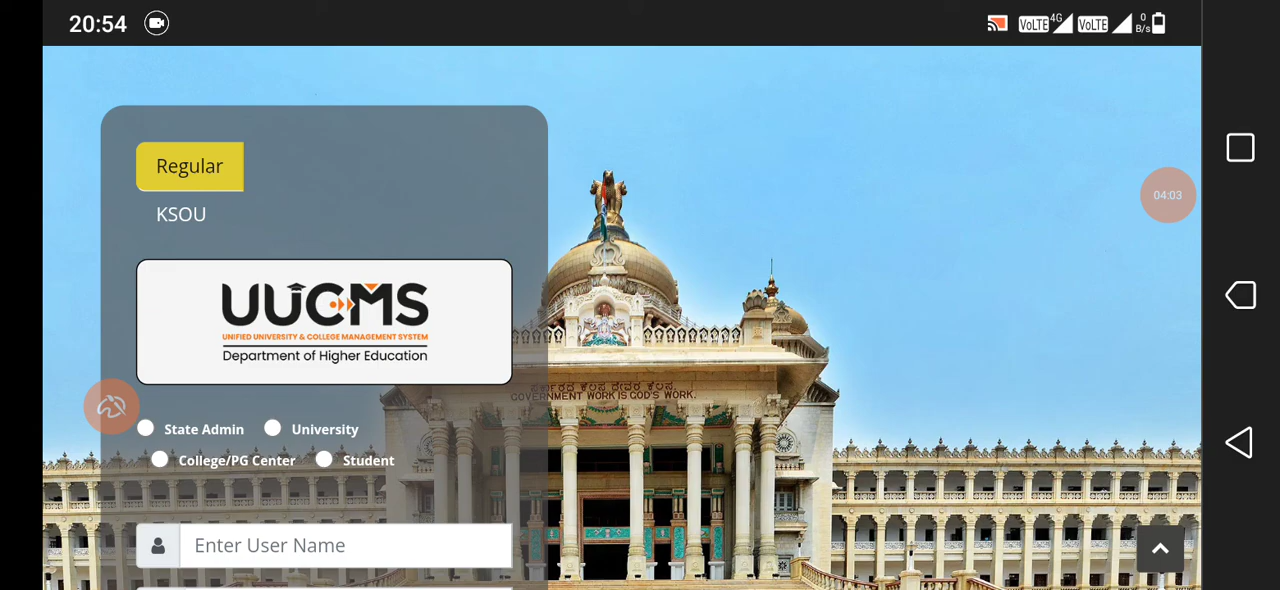 20:54
VoLTE 4G VoLTE 0 B/s
Regular
KSOU
04:03
UUCMS
UNIFIED UNIVERSITY & COLLEGE MANAGEMENT SYSTEM
Department of Higher Education
GOVERNMENT WORK IS GOD'S WORK.
State Admin University
College/PG Center Student
Enter User Name